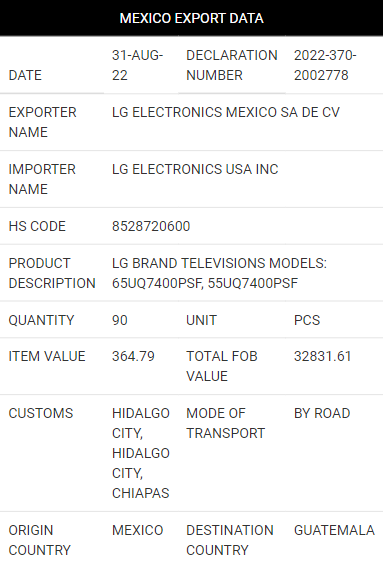 MEXICO EXPORT DATA
DATE 31-AUG-22 DECLARATION NUMBER 2022-370-2002778
EXPORTER NAME LG ELECTRONICS MEXICO SA DE CV
IMPORTER NAME LG ELECTRONICS USA INC
HS CODE 8528720600
PRODUCT DESCRIPTION LG BRAND TELEVISIONS MODELS: 65UQ7400PSF, 55UQ7400PSF
QUANTITY 90 UNIT PCS
ITEM VALUE 364.79 TOTAL FOB VALUE 32831.61
CUSTOMS HIDALGO CITY, HIDALGO CITY, CHIAPAS MODE OF TRANSPORT BY ROAD
ORIGIN COUNTRY MEXICO DESTINATION COUNTRY GUATEMALA